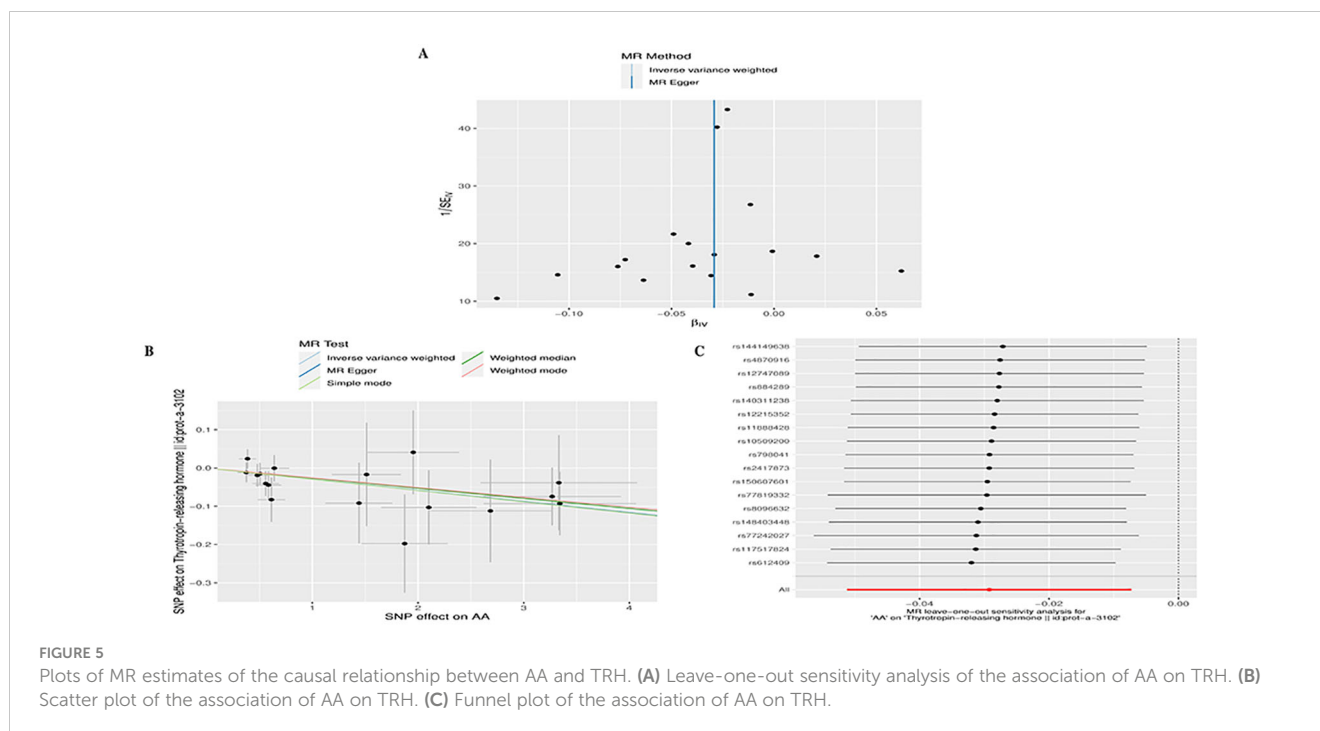 A
MR Method
Inverse variance weighted
MR Egger
40
30
20
10
1/SEIV
−0.10
−0.05
0.00
0.05
βIV
B
MR Test
Inverse variance weighted
MR Egger
Simple mode
Weighted median
Weighted mode
SNP effect on Thyrotropin−releasing hormone || id:prot−a−3102
0.1
0.0
−0.1
−0.2
−0.3
1
2
3
4
SNP effect on AA
C
rs144149638
rs4870916
rs12747689
rs884289
rs140311238
rs12215352
rs11888428
rs10509200
rs798041
rs2417873
rs150607601
rs77819332
rs8096632
rs148403448
rs77242027
rs117517824
rs612409
All
−0.04
−0.02
0.00
MR leave−one−out sensitivity analysis for
'AA' on 'Thyrotropin−releasing hormone || id:prot−a−3102'
FIGURE 5
Plots of MR estimates of the causal relationship between AA and TRH. (A) Leave-one-out sensitivity analysis of the association of AA on TRH. (B)
Scatter plot of the association of AA on TRH. (C) Funnel plot of the association of AA on TRH.